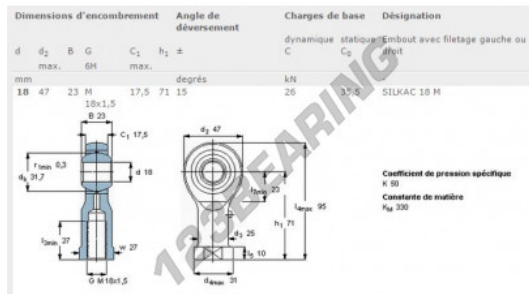 Dimensions d'encombrement Angle de déversement Charges de base Désignation
dynamique statique Embout avec filetage gauche ou droit
d d2 B G C1 h1 ± C C0
max. 6H max.
mm degrés kN -
18 47 23 M 18x1,5 17,5 71 15 26 35,5 SILKAC 18 M
B 23
C1 17,5
r1min 0,3
dk 31,7
d 18
l3min 27
w 27
G M18x1,5
d2 47
l7min 23
l4max 95
h1 71
d3 25
l5 10
d4max 31
Coefficient de pression spécifique
K 50
Constante de matière
KM 330
123BEARING